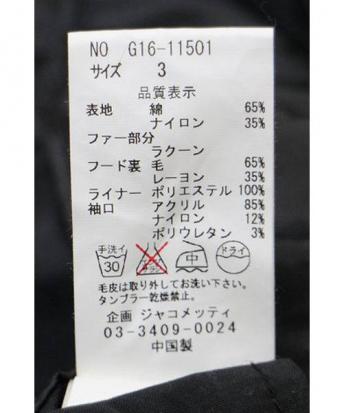 NO G16-11501
サイズ 3
品質表示
表地 綿 65%
ナイロン 35%
ファー部分
ラクーン
フード裏 毛 65%
レーヨン 35%
ライナー ポリエステル 100%
袖口 アクリル 85%
ナイロン 12%
ポリウレタン 3%
手洗イ 30 中 ドライ
毛皮は取り外してお洗い下さい。
タンブラー乾燥禁止。
企画 ジャコメッティ
03-3409-0024
中国製